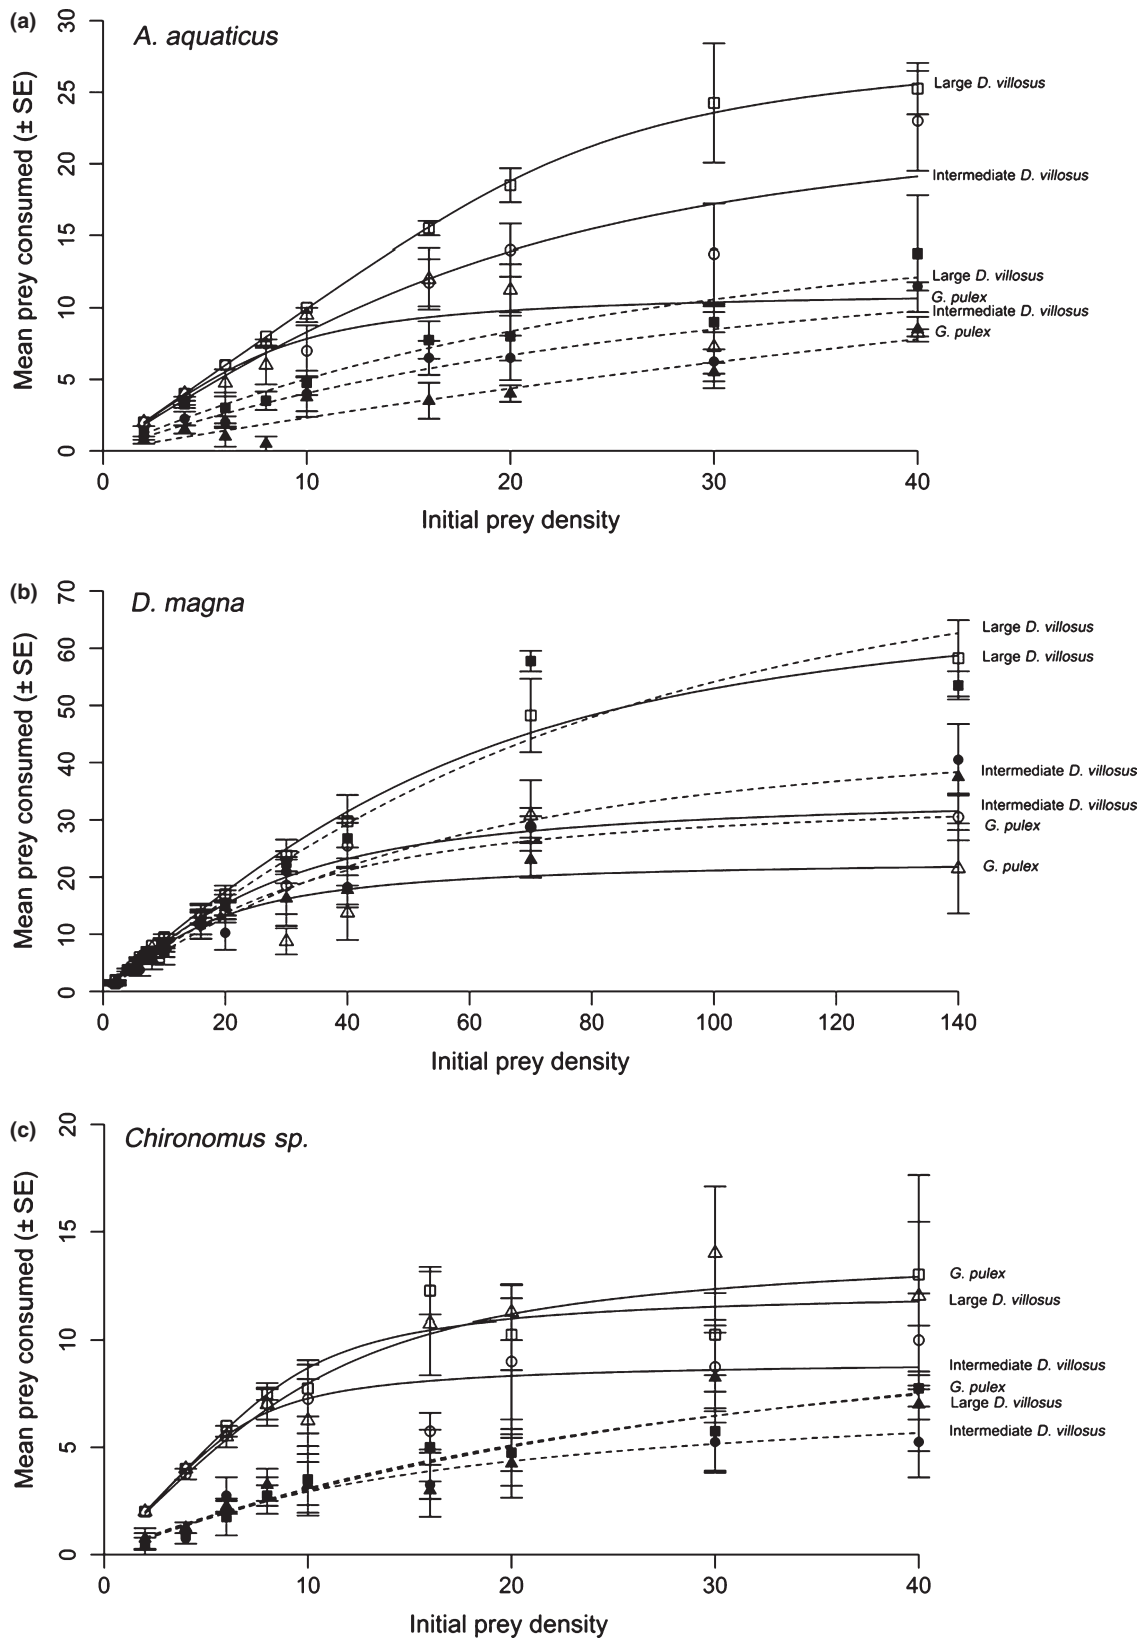 (a)
A. aquaticus
Mean prey consumed (± SE)
30
25
20
15
10
5
0
Large D. villosus
Intermediate D. villosus
Large D. villosus
G. pulex
Intermediate D. villosus
G. pulex
0 10 20 30 40
Initial prey density
(b)
D. magna
Mean prey consumed (± SE)
70
60
50
40
30
20
10
0
Large D. villosus
Large D. villosus
Intermediate D. villosus
Intermediate D. villosus
G. pulex
G. pulex
0 20 40 60 80 100 120 140
Initial prey density
(c)
Chironomus sp.
Mean prey consumed (± SE)
20
15
10
5
0
G. pulex
Large D. villosus
Intermediate D. villosus
G. pulex
Large D. villosus
Intermediate D. villosus
0 10 20 30 40
Initial prey density